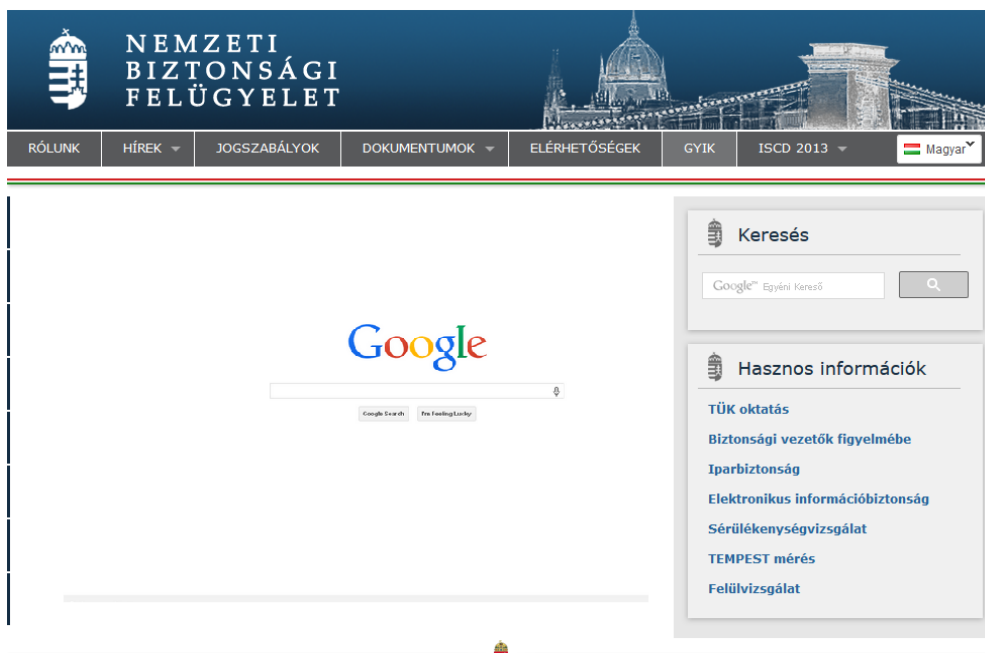 NEMZETI
BIZTONSÁGI
FELÜGYELET
RÓLUNK HÍREK JOGSZABÁLYOK DOKUMENTUMOK ELÉRHETŐSÉGEK GYIK ISCD 2013 Magyar
Keresés
Google™ Egyéni Kereső
Google
Google Search I'm Feeling Lucky
Hasznos információk
TÜK oktatás
Biztonsági vezetők figyelmébe
Iparbiztonság
Elektronikus információbiztonság
Sérülékenységvizsgálat
TEMPEST mérés
Felülvizsgálat